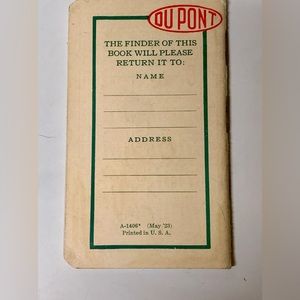 DU PONT
THE FINDER OF THIS
BOOK WILL PLEASE
RETURN IT TO:
NAME
ADDRESS
A-1406* (May '23)
Printed in U. S. A.